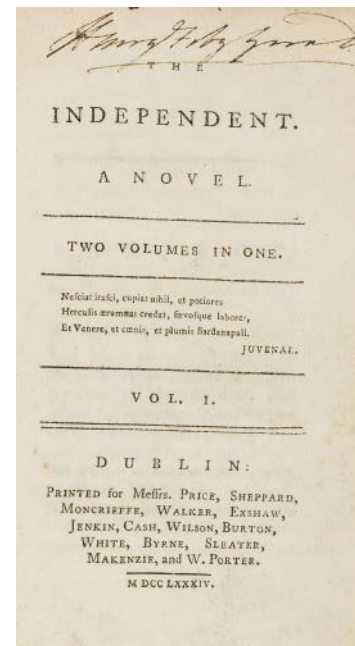 THE
INDEPENDENT.
A NOVEL.
TWO VOLUMES IN ONE.
Neſciat iraſci, cupiat nihil, et potiores
Herculis ærumnas credat, ſævoſque labores,
Et Venere, et cœnis, et plumis Sardanapali.
JUVENAL.
VOL. I.
DUBLIN:
PRINTED for Meſſrs. PRICE, SHEPPARD,
MONCRIEFFE, WALKER, EXSHAW,
JENKIN, CASH, WILSON, BURTON,
WHITE, BYRNE, SLEATER,
MAKENZIE, and W. PORTER.
M DCC LXXXIV.